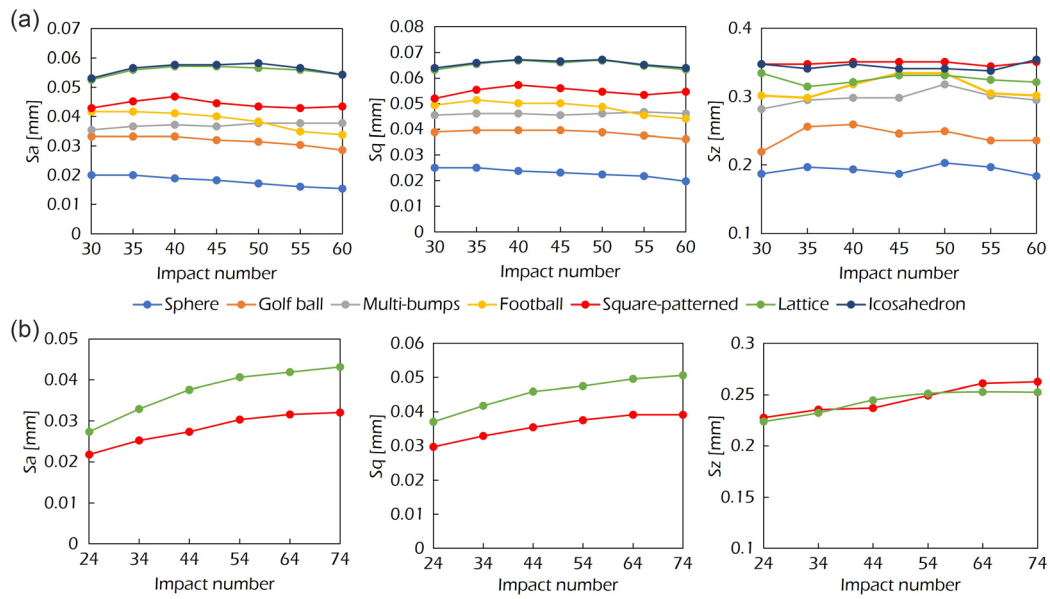 (a)
0.07
0.06
0.05
0.04
0.03
0.02
0.01
0
Sa [mm]
30 35 40 45 50 55 60
Impact number
0.08
0.07
0.06
0.05
0.04
0.03
0.02
0.01
0
Sq [mm]
30 35 40 45 50 55 60
Impact number
0.4
0.3
0.2
0.1
Sz [mm]
30 35 40 45 50 55 60
Impact number
Sphere Golf ball Multi-bumps Football Square-patterned Lattice Icosahedron
(b)
0.05
0.04
0.03
0.02
0.01
0
Sa [mm]
24 34 44 54 64 74
Impact number
0.06
0.05
0.04
0.03
0.02
0.01
0
Sq [mm]
24 34 44 54 64 74
Impact number
0.3
0.25
0.2
0.15
0.1
Sz [mm]
24 34 44 54 64 74
Impact number